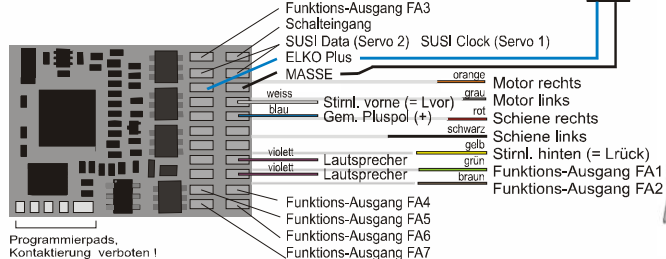 Funktions-Ausgang FA3
Schalteingang
SUSI Data (Servo 2) SUSI Clock (Servo 1)
ELKO Plus
MASSE
orange
Motor rechts
weiss
Stirnl. vorne (= Lvor)
grau
Motor links
blau
Gem. Pluspol (+)
rot
Schiene rechts
schwarz
Schiene links
gelb
Stirnl. hinten (= Lrück)
violett
Lautsprecher
grün
Funktions-Ausgang FA1
violett
Lautsprecher
braun
Funktions-Ausgang FA2
Funktions-Ausgang FA4
Funktions-Ausgang FA5
Funktions-Ausgang FA6
Funktions-Ausgang FA7
Programmierpads,
Kontaktierung verboten !